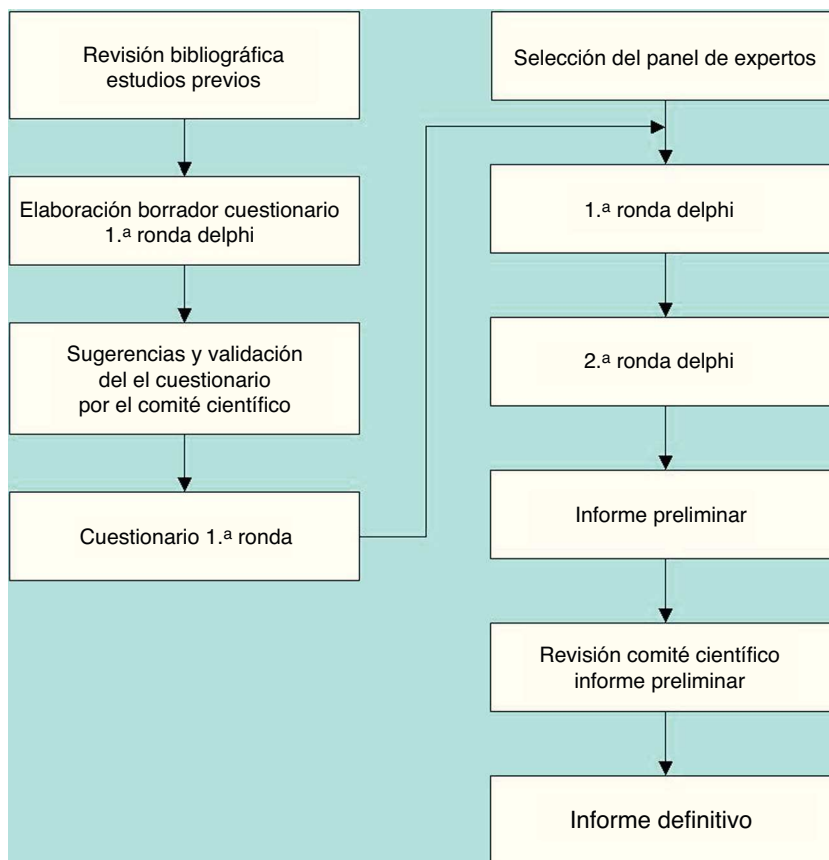 Revisión bibliográfica
estudios previos
Elaboración borrador cuestionario
1.ª ronda delphi
Sugerencias y validación
del el cuestionario
por el comité científico
Cuestionario 1.ª ronda
Selección del panel de expertos
1.ª ronda delphi
2.ª ronda delphi
Informe preliminar
Revisión comité científico
informe preliminar
Informe definitivo